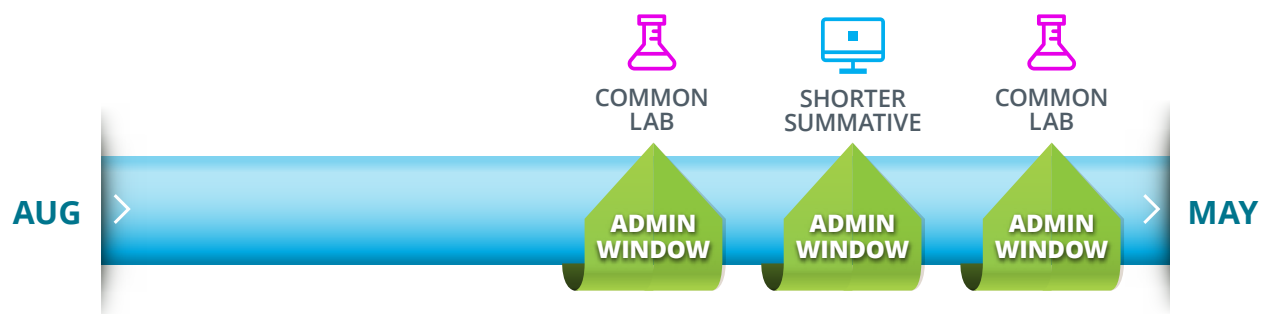 COMMON
LAB
SHORTER
SUMMATIVE
COMMON
LAB
AUG
ADMIN
WINDOW
ADMIN
WINDOW
ADMIN
WINDOW
MAY